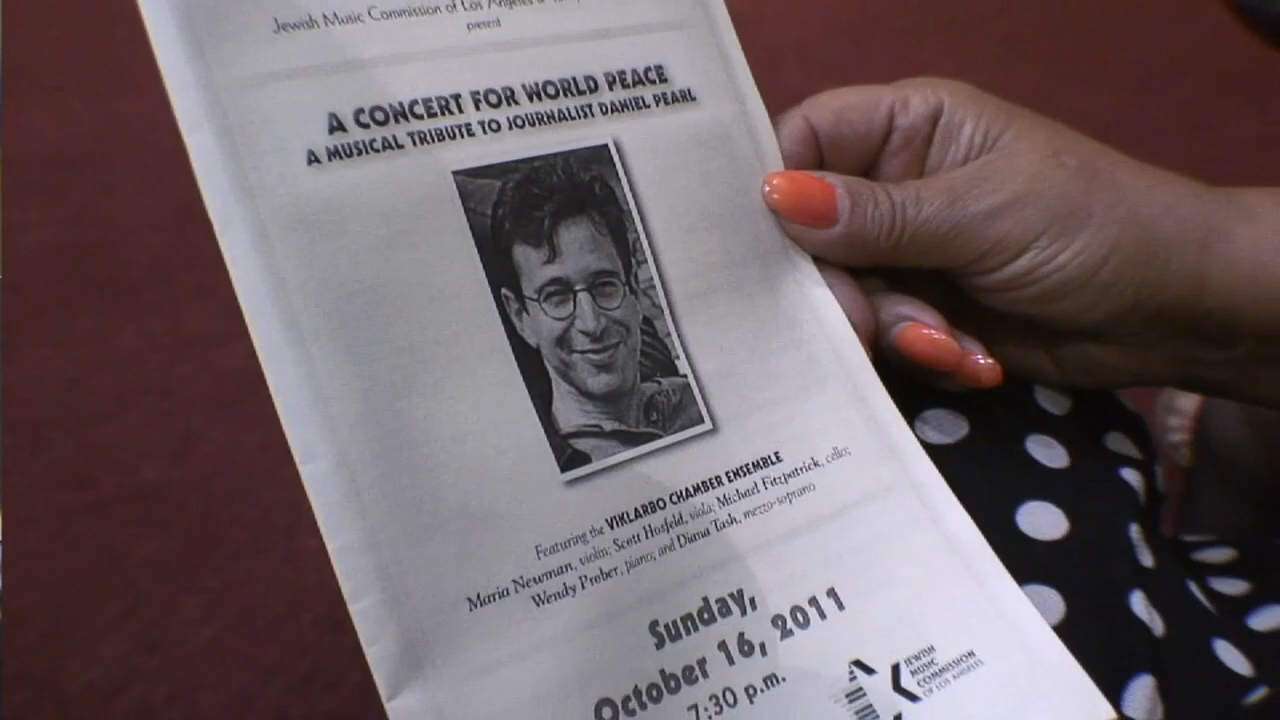 Jewish Music Commission of Los Angeles
present
A CONCERT FOR WORLD PEACE
A MUSICAL TRIBUTE TO JOURNALIST DANIEL PEARL
Featuring the VIKLARBO CHAMBER ENSEMBLE
Maria Newman, violin; Scott Hosfeld, viola; Michael Fitzpatrick, cello;
Wendy Prober, piano; and Diana Tash, mezzo-soprano
Sunday,
October 16, 2011
7:30 p.m.
JEWISH
MUSIC
COMMISSION
OF LOS ANGELES